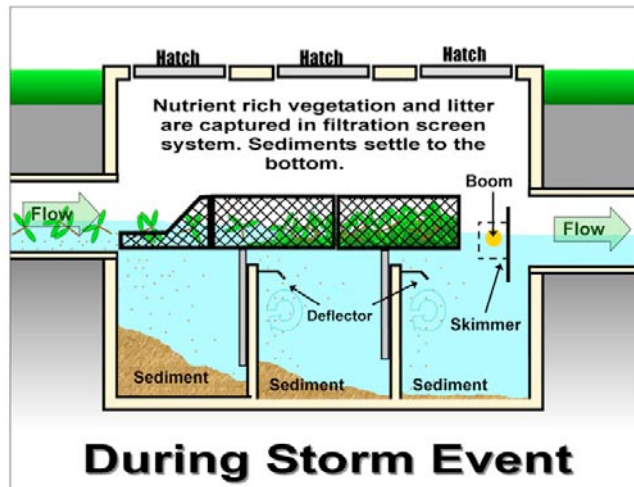 Hatch Hatch Hatch
Nutrient rich vegetation and litter
are captured in filtration screen
system. Sediments settle to the
bottom.
Boom
Flow
Flow
Deflector
Skimmer
Sediment Sediment Sediment
During Storm Event